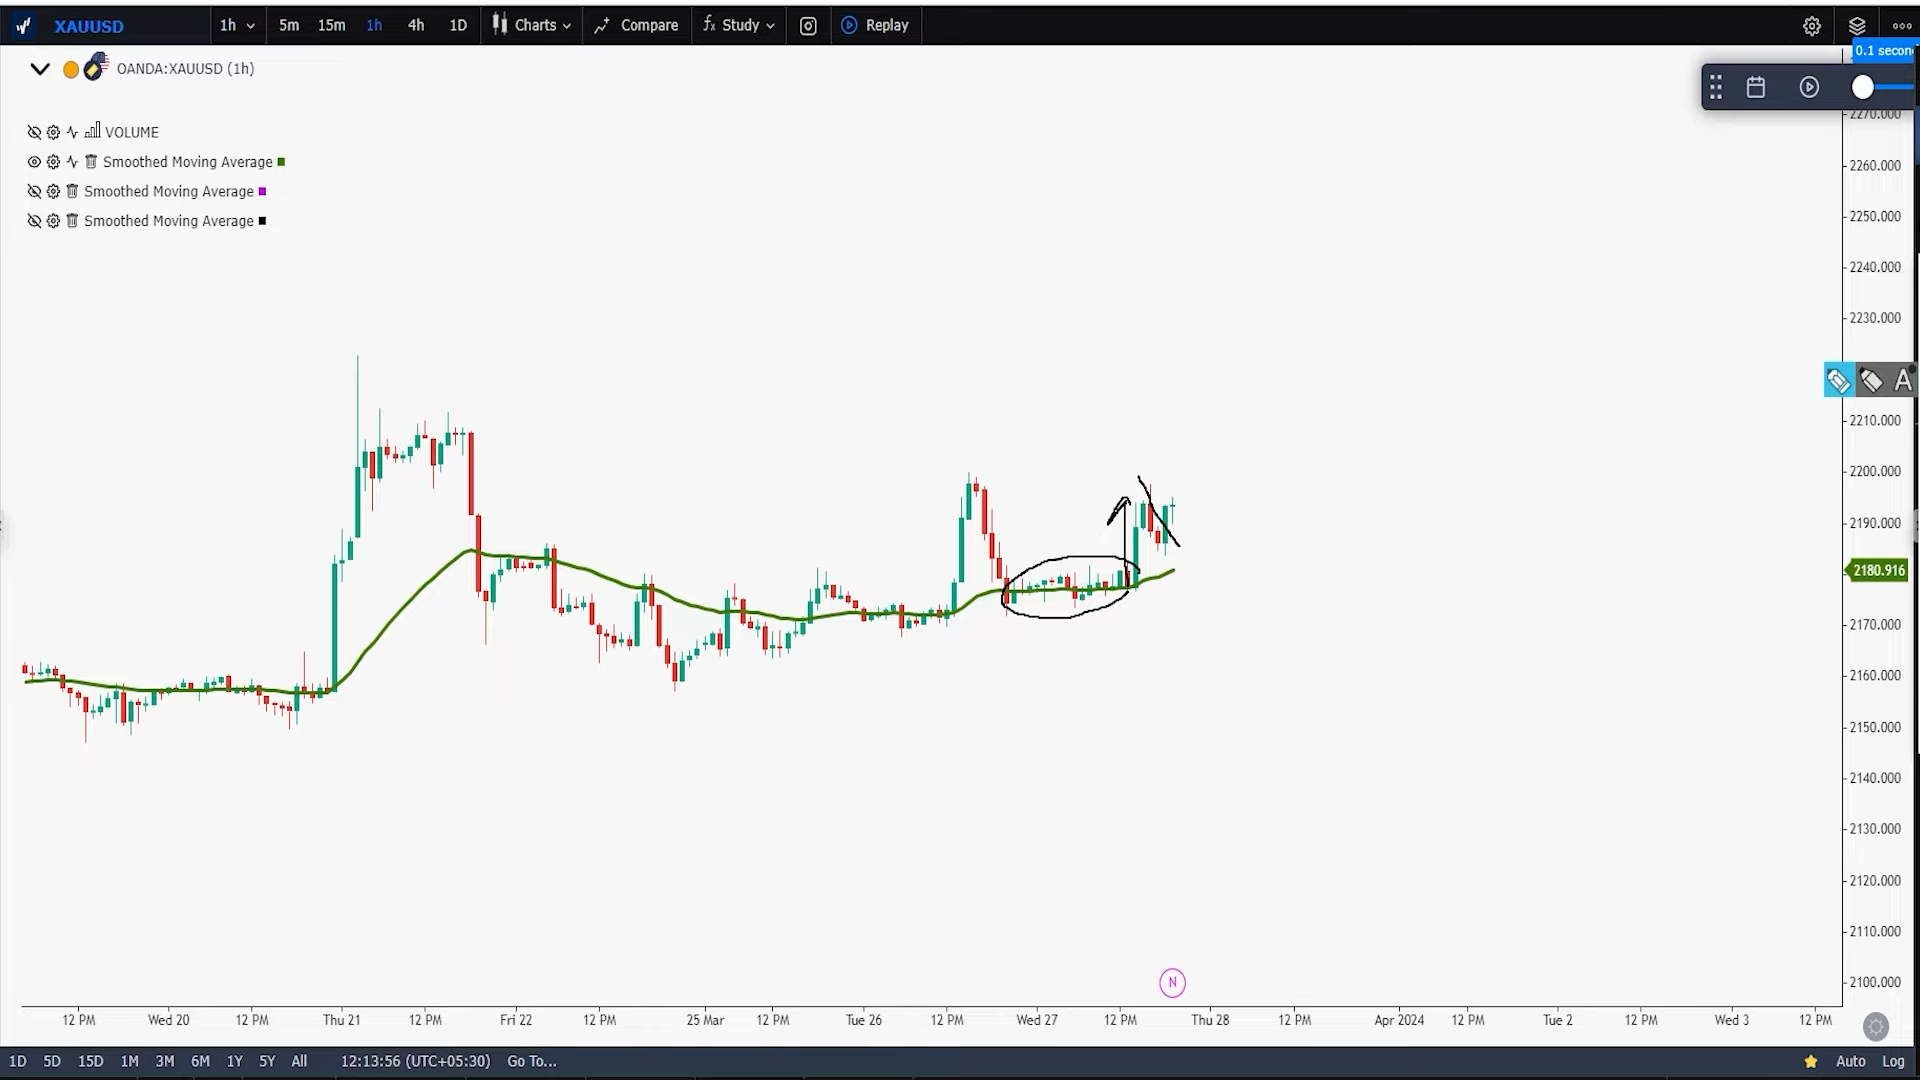 XAUUSD 1h 5m 15m 1h 4h 1D Charts Compare Study Replay
0.1 secon
OANDA:XAUUSD (1h)
VOLUME
Smoothed Moving Average
Smoothed Moving Average
Smoothed Moving Average
2270.000
2260.000
2250.000
2240.000
2230.000
A
2210.000
2200.000
2190.000
2180.916
2170.000
2160.000
2150.000
2140.000
2130.000
2120.000
2110.000
2100.000
N
12 PM Wed 20 12 PM Thu 21 12 PM Fri 22 12 PM 25 Mar 12 PM Tue 26 12 PM Wed 27 12 PM Thu 28 12 PM Apr 2024 12 PM Tue 2 12 PM Wed 3 12 PM
1D 5D 15D 1M 3M 6M 1Y 5Y All 12:13:56 (UTC+05:30) Go To... Auto Log